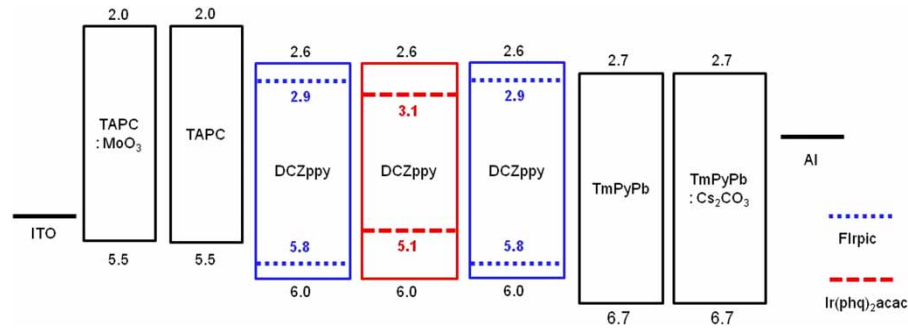 2.0
2.0
2.6
2.6
2.6
2.7
2.7
2.9
3.1
2.9
TAPC
: MoO₃
TAPC
DCZppy
DCZppy
DCZppy
TmPyPb
TmPyPb
: Cs₂CO₃
Al
ITO
5.8
5.1
5.8
5.5
5.5
6.0
6.0
6.0
6.7
6.7
FIrpic
Ir(phq)₂acac